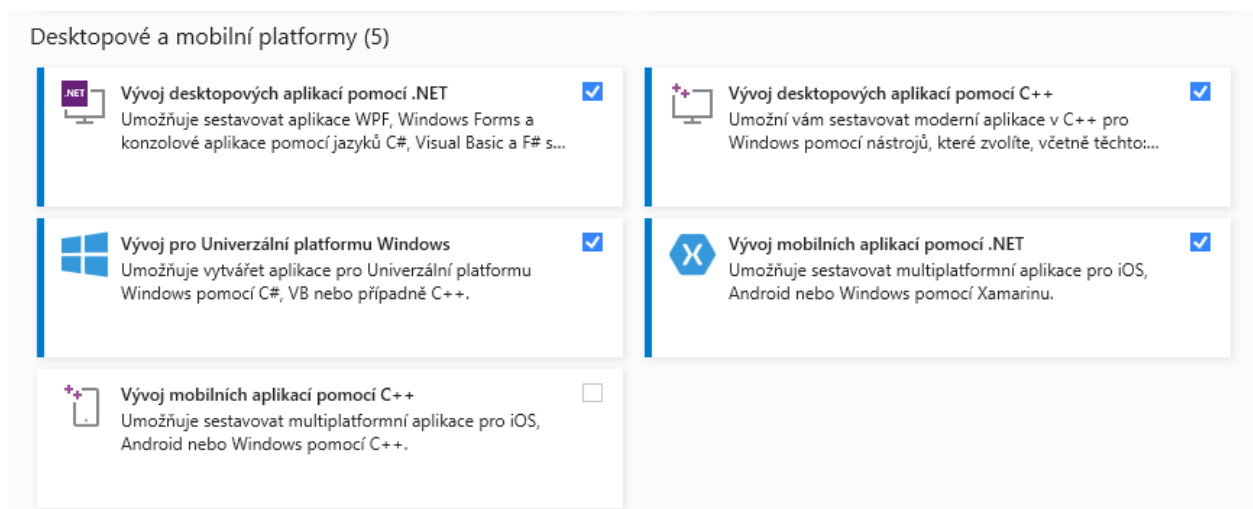 Desktopové a mobilní platformy (5)
.NET
Vývoj desktopových aplikací pomocí .NET
Umožňuje sestavovat aplikace WPF, Windows Forms a
konzolové aplikace pomocí jazyků C#, Visual Basic a F# s...
Vývoj desktopových aplikací pomocí C++
Umožní vám sestavovat moderní aplikace v C++ pro
Windows pomocí nástrojů, které zvolíte, včetně těchto:...
Vývoj pro Univerzální platformu Windows
Umožňuje vytvářet aplikace pro Univerzální platformu
Windows pomocí C#, VB nebo případně C++.
Vývoj mobilních aplikací pomocí .NET
Umožňuje sestavovat multiplatformní aplikace pro iOS,
Android nebo Windows pomocí Xamarinu.
Vývoj mobilních aplikací pomocí C++
Umožňuje sestavovat multiplatformní aplikace pro iOS,
Android nebo Windows pomocí C++.